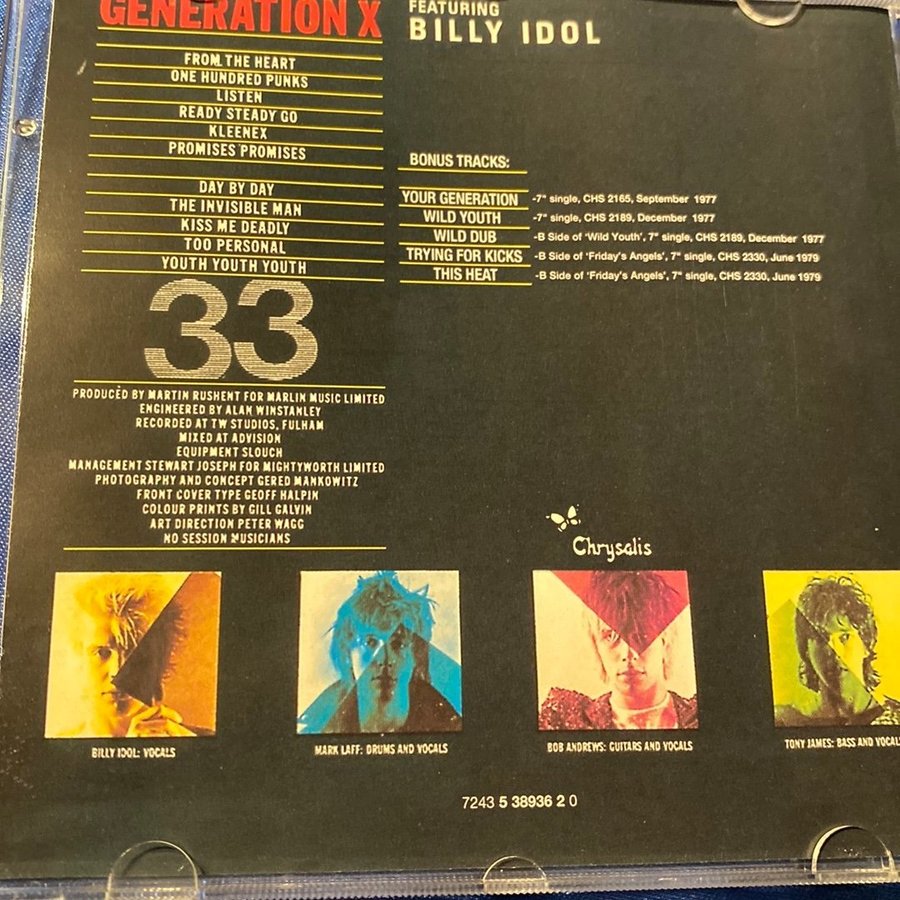 GENERATION X
FROM THE HEART
ONE HUNDRED PUNKS
LISTEN
READY STEADY GO
KLEENEX
PROMISES PROMISES
DAY BY DAY
THE INVISIBLE MAN
KISS ME DEADLY
TOO PERSONAL
YOUTH YOUTH YOUTH
33
PRODUCED BY MARTIN RUSHENT FOR MARLIN MUSIC LIMITED
ENGINEERED BY ALAN WINSTANLEY
RECORDED AT TW STUDIOS, FULHAM
MIXED AT ADVISION
EQUIPMENT SLOUCH
MANAGEMENT STEWART JOSEPH FOR MIGHTYWORTH LIMITED
PHOTOGRAPHY AND CONCEPT GERED MANKOWITZ
FRONT COVER TYPE GEOFF HALPIN
COLOUR PRINTS BY GILL GALVIN
ART DIRECTION PETER WAGG
NO SESSION MUSICIANS
FEATURING
BILLY IDOL
BONUS TRACKS:
YOUR GENERATION -7" single, CHS 2165, September 1977
WILD YOUTH -7" single, CHS 2189, December 1977
WILD DUB -B Side of 'Wild Youth', 7" single, CHS 2189, December 1977
TRYING FOR KICKS -B Side of 'Friday's Angels', 7" single, CHS 2330, June 1979
THIS HEAT -B Side of 'Friday's Angels', 7" single, CHS 2330, June 1979
Chrysalis
BILLY IDOL: VOCALS
MARK LAFF: DRUMS AND VOCALS
BOB ANDREWS: GUITARS AND VOCALS
TONY JAMES: BASS AND VOCAL
7243 5 38936 2 0